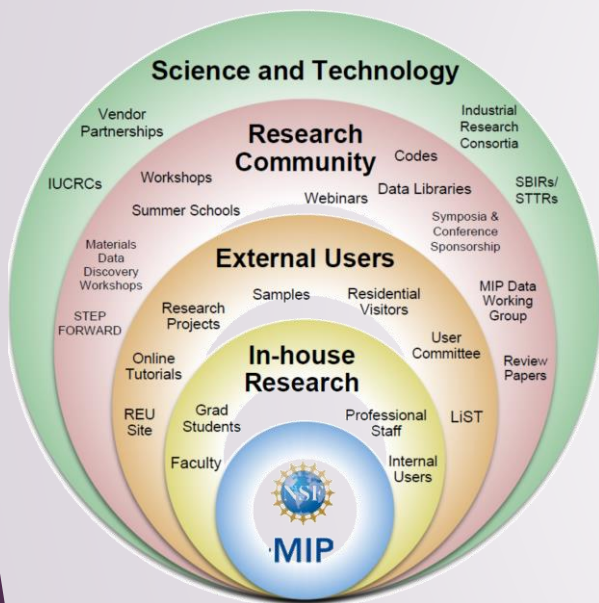 Science and Technology
Vendor
Partnerships
Industrial
Research
Consortia
IUCRCs
SBIRs/
STTRs
Research
Community
Workshops
Codes
Summer Schools
Webinars
Data Libraries
Symposia &
Conference
Sponsorship
Materials
Data
Discovery
Workshops
STEP
FORWARD
MIP Data
Working
Group
Review
Papers
External Users
Research
Projects
Samples
Residential
Visitors
Online
Tutorials
User
Committee
REU
Site
LiST
In-house
Research
Grad
Students
Professional
Staff
Faculty
Internal
Users
NSF
MIP